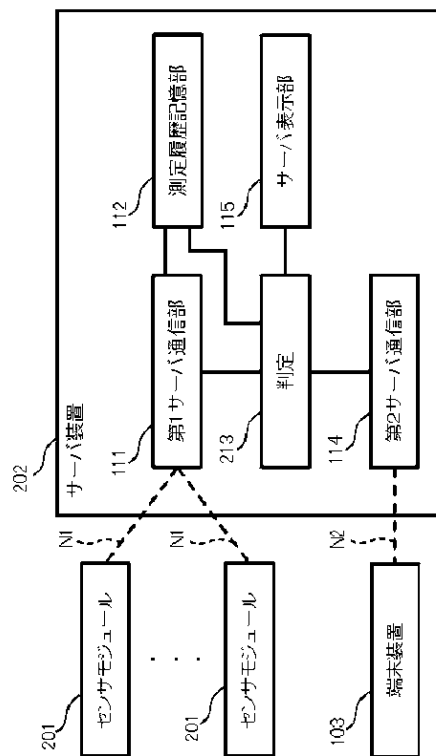 202
サーバ装置
112
測定履歴記憶部
115
サーバ表示部
111
第1サーバ通信部
213
判定
114
第2サーバ通信部
N1
N1
N2
201
センサモジュール
・・・
201
センサモジュール
103
端末装置